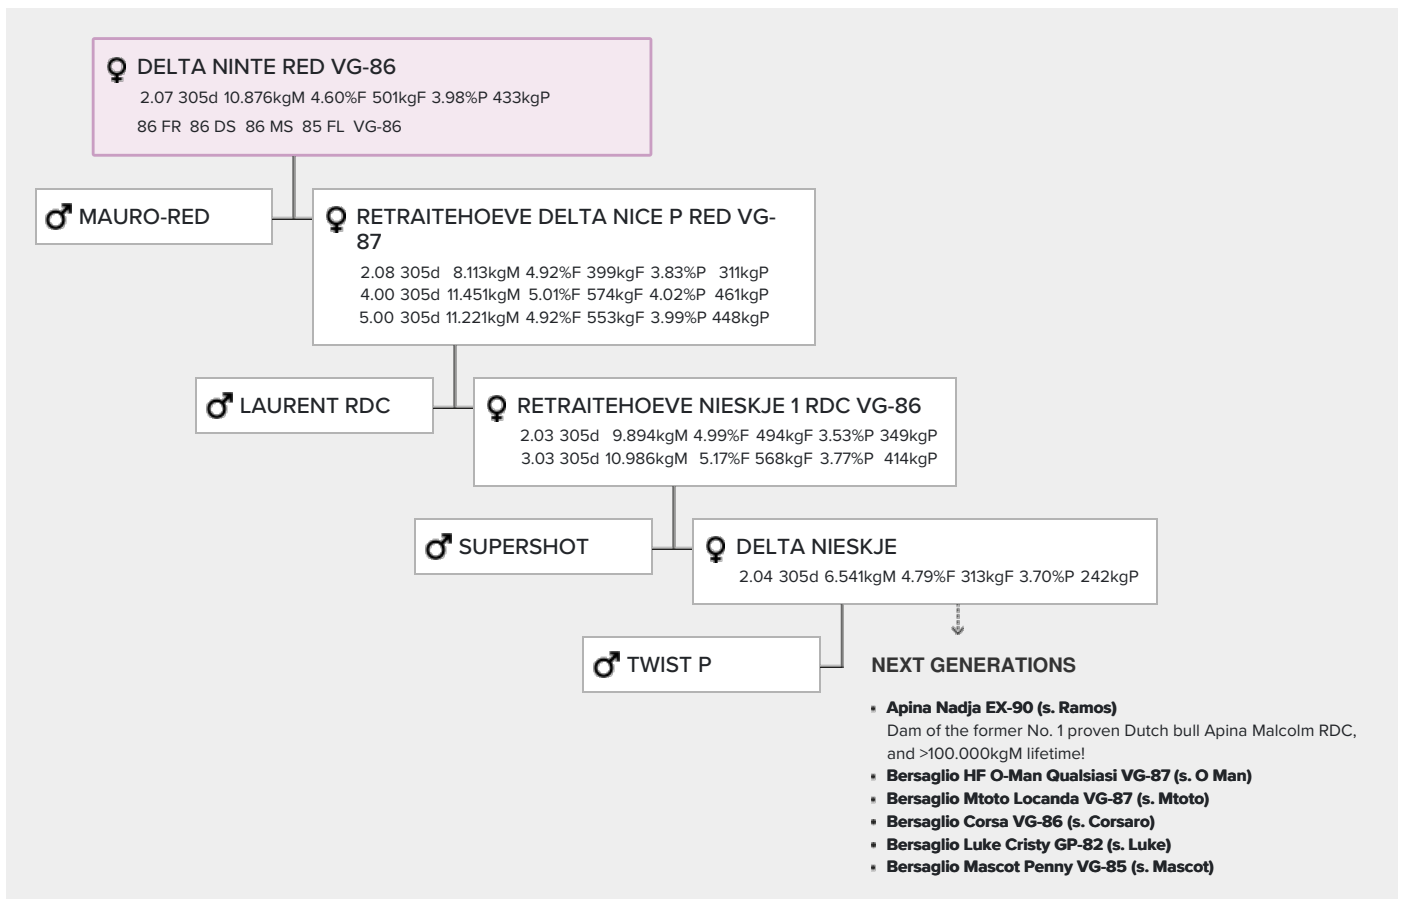 DELTA NINTE RED VG-86
2.07 305d 10.876kgM 4.60%F 501kgF 3.98%P 433kgP
86 FR 86 DS 86 MS 85 FL VG-86
MAURO-RED
RETRAITEHOEVE DELTA NICE P RED VG-
87
2.08 305d 8.113kgM 4.92%F 399kgF 3.83%P 311kgP
4.00 305d 11.451kgM 5.01%F 574kgF 4.02%P 461kgP
5.00 305d 11.221kgM 4.92%F 553kgF 3.99%P 448kgP
LAURENT RDC
RETRAITEHOEVE NIESKJE 1 RDC VG-86
2.03 305d 9.894kgM 4.99%F 494kgF 3.53%P 349kgP
3.03 305d 10.986kgM 5.17%F 568kgF 3.77%P 414kgP
SUPERSHOT
DELTA NIESKJE
2.04 305d 6.541kgM 4.79%F 313kgF 3.70%P 242kgP
TWIST P
NEXT GENERATIONS
▪ Apina Nadja EX-90 (s. Ramos)
Dam of the former No. 1 proven Dutch bull Apina Malcolm RDC,
and >100.000kgM lifetime!
▪ Bersaglio HF O-Man Qualsiasi VG-87 (s. O Man)
▪ Bersaglio Mtoto Locanda VG-87 (s. Mtoto)
▪ Bersaglio Corsa VG-86 (s. Corsaro)
▪ Bersaglio Luke Cristy GP-82 (s. Luke)
▪ Bersaglio Mascot Penny VG-85 (s. Mascot)